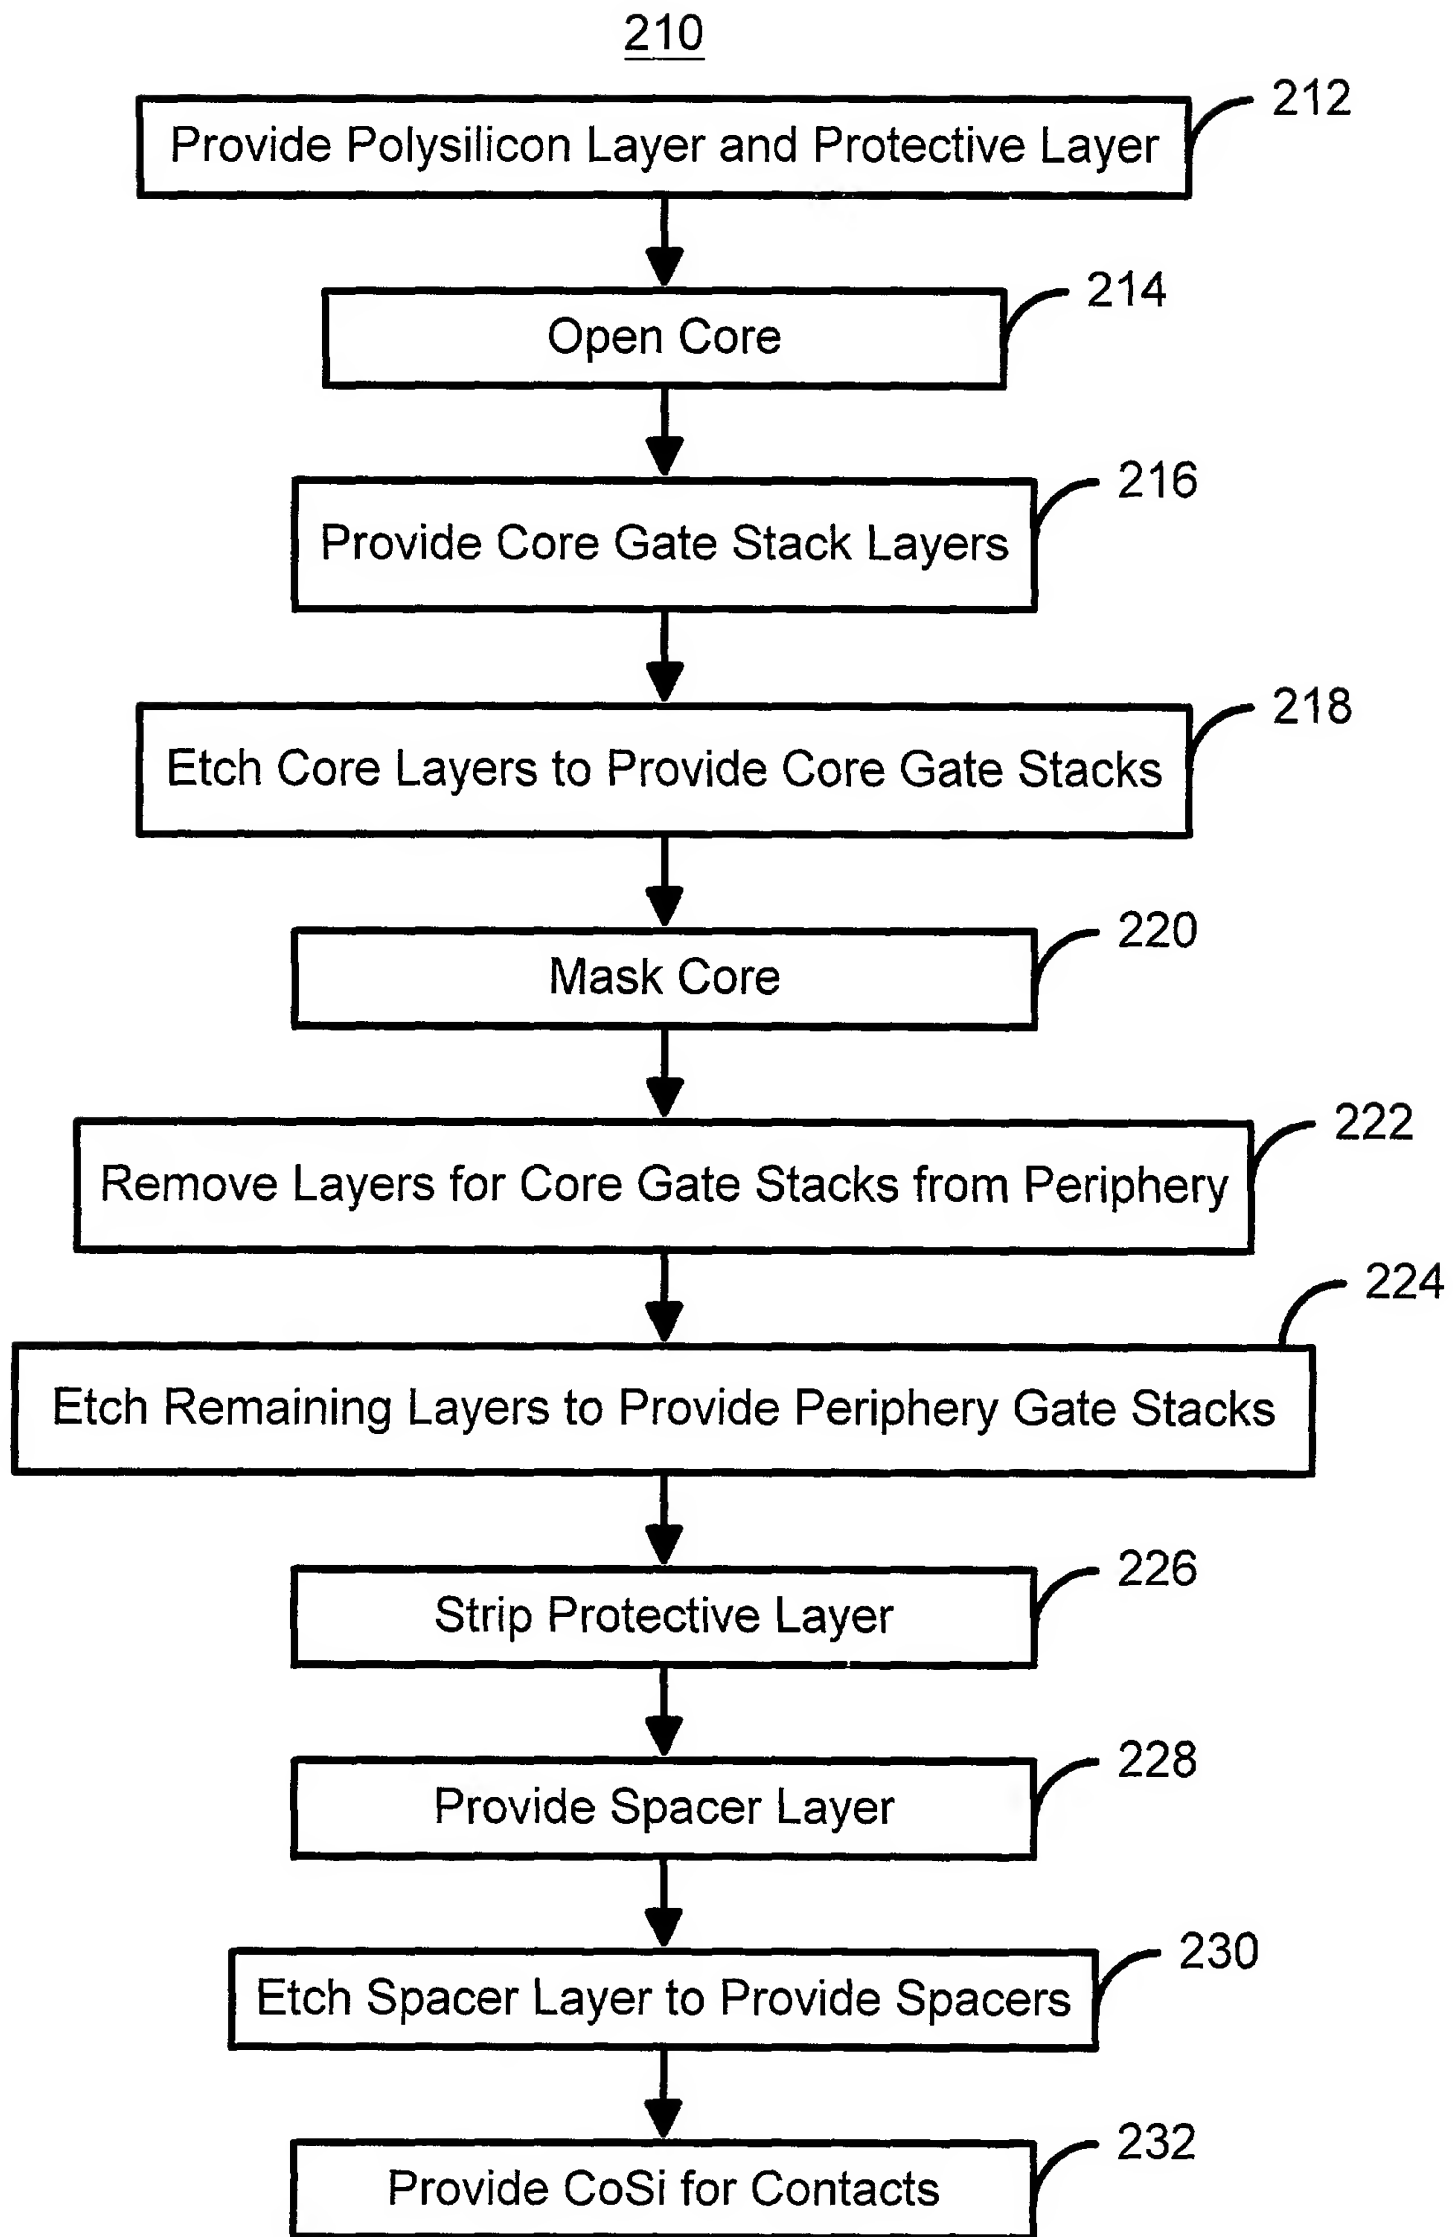 210
Provide Polysilicon Layer and Protective Layer
212
Open Core
214
Provide Core Gate Stack Layers
216
Etch Core Layers to Provide Core Gate Stacks
218
Mask Core
220
Remove Layers for Core Gate Stacks from Periphery
222
Etch Remaining Layers to Provide Periphery Gate Stacks
224
Strip Protective Layer
226
Provide Spacer Layer
228
Etch Spacer Layer to Provide Spacers
230
Provide CoSi for Contacts
232